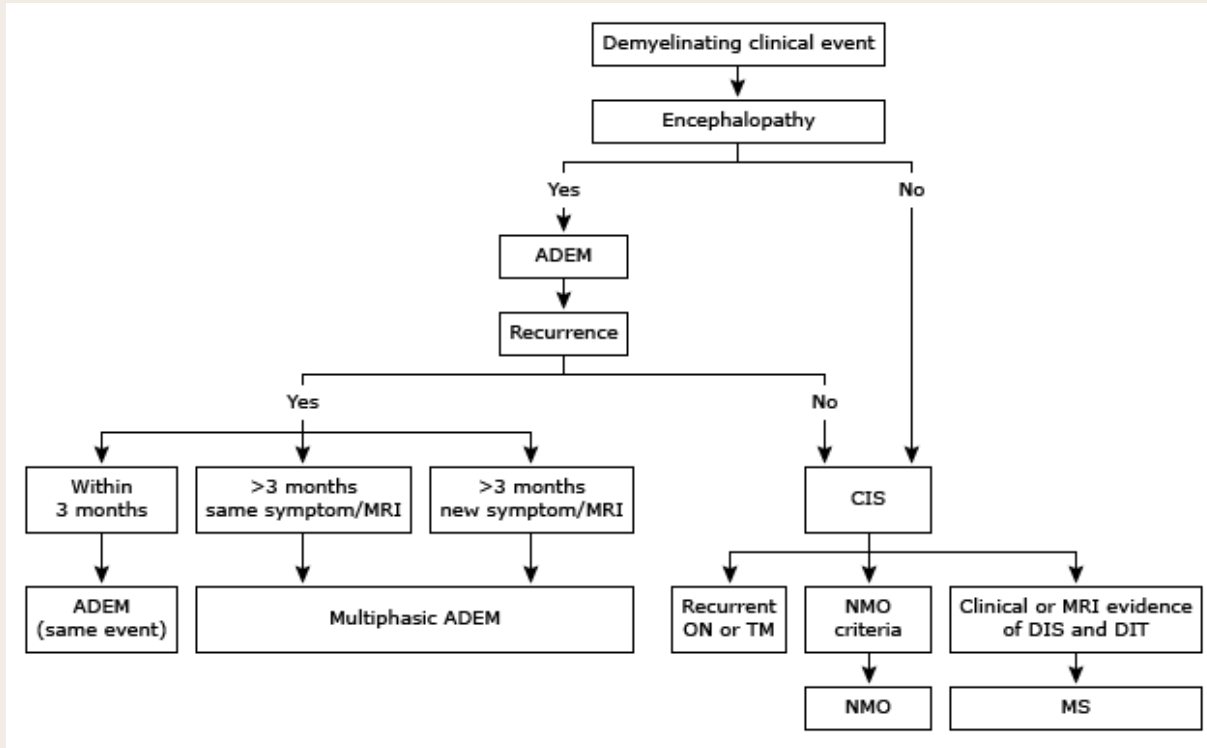 Demyelinating clinical event
Encephalopathy
Yes
No
ADEM
Recurrence
Yes
No
Within
3 months
>3 months
same symptom/MRI
>3 months
new symptom/MRI
CIS
ADEM
(same event)
Multiphasic ADEM
Recurrent
ON or TM
NMO
criteria
Clinical or MRI evidence
of DIS and DIT
NMO
MS